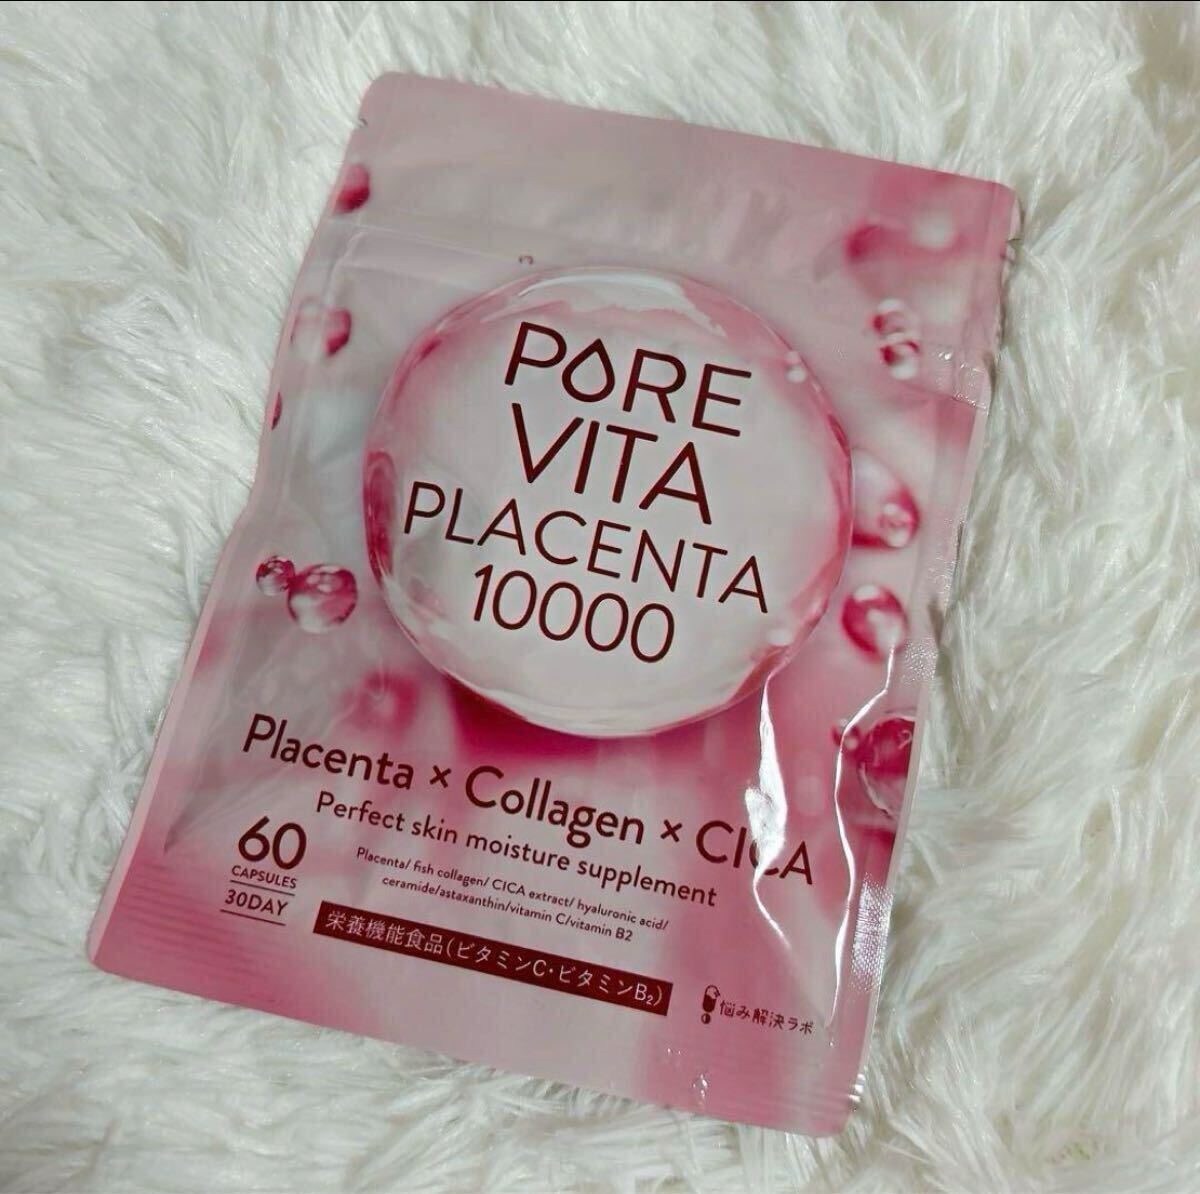 PORE
VITA
PLACENTA
10000
Placenta × Collagen × CICA
Perfect skin moisture supplement
Placenta/ fish collagen/ CICA extract/ hyaluronic acid/
ceramide/astaxanthin/vitamin C/vitamin B2
60
CAPSULES
30DAY
栄養機能食品(ビタミンC・ビタミンB₂)
悩み解決ラボ